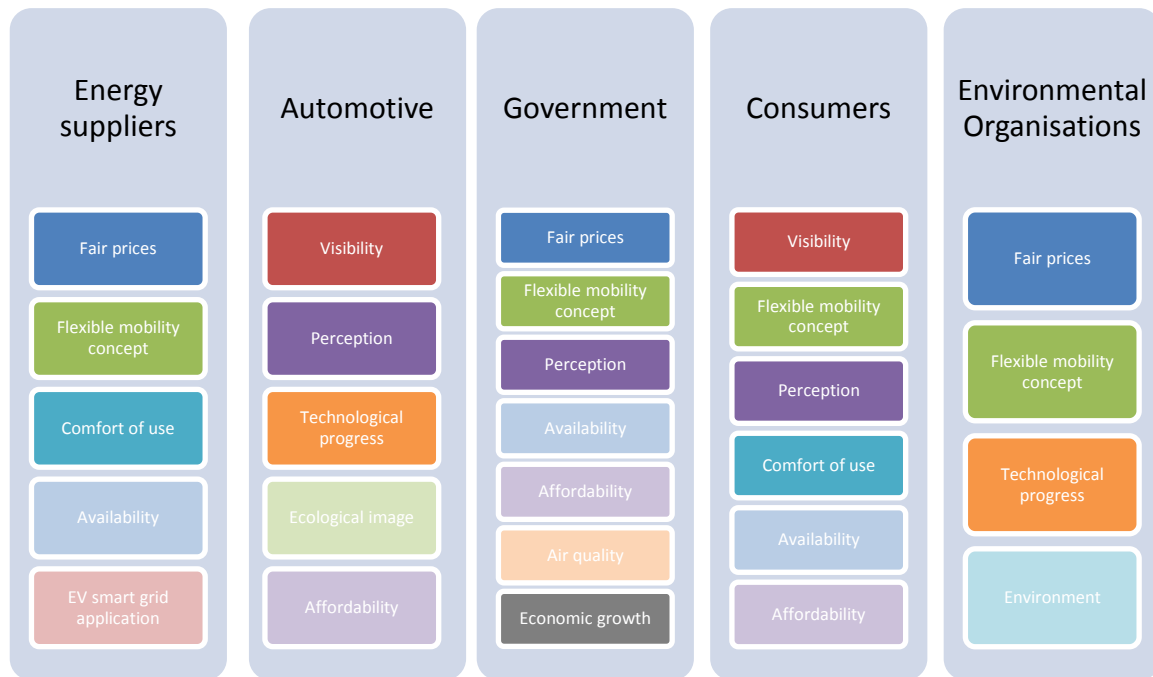 Energy
suppliers
Fair prices
Flexible mobility
concept
Comfort of use
Availability
EV smart grid
application
Automotive
Visibility
Perception
Technological
progress
Ecological image
Affordability
Government
Fair prices
Flexible mobility
concept
Perception
Availability
Affordability
Air quality
Economic growth
Consumers
Visibility
Flexible mobility
concept
Perception
Comfort of use
Availability
Affordability
Environmental
Organisations
Fair prices
Flexible mobility
concept
Technological
progress
Environment